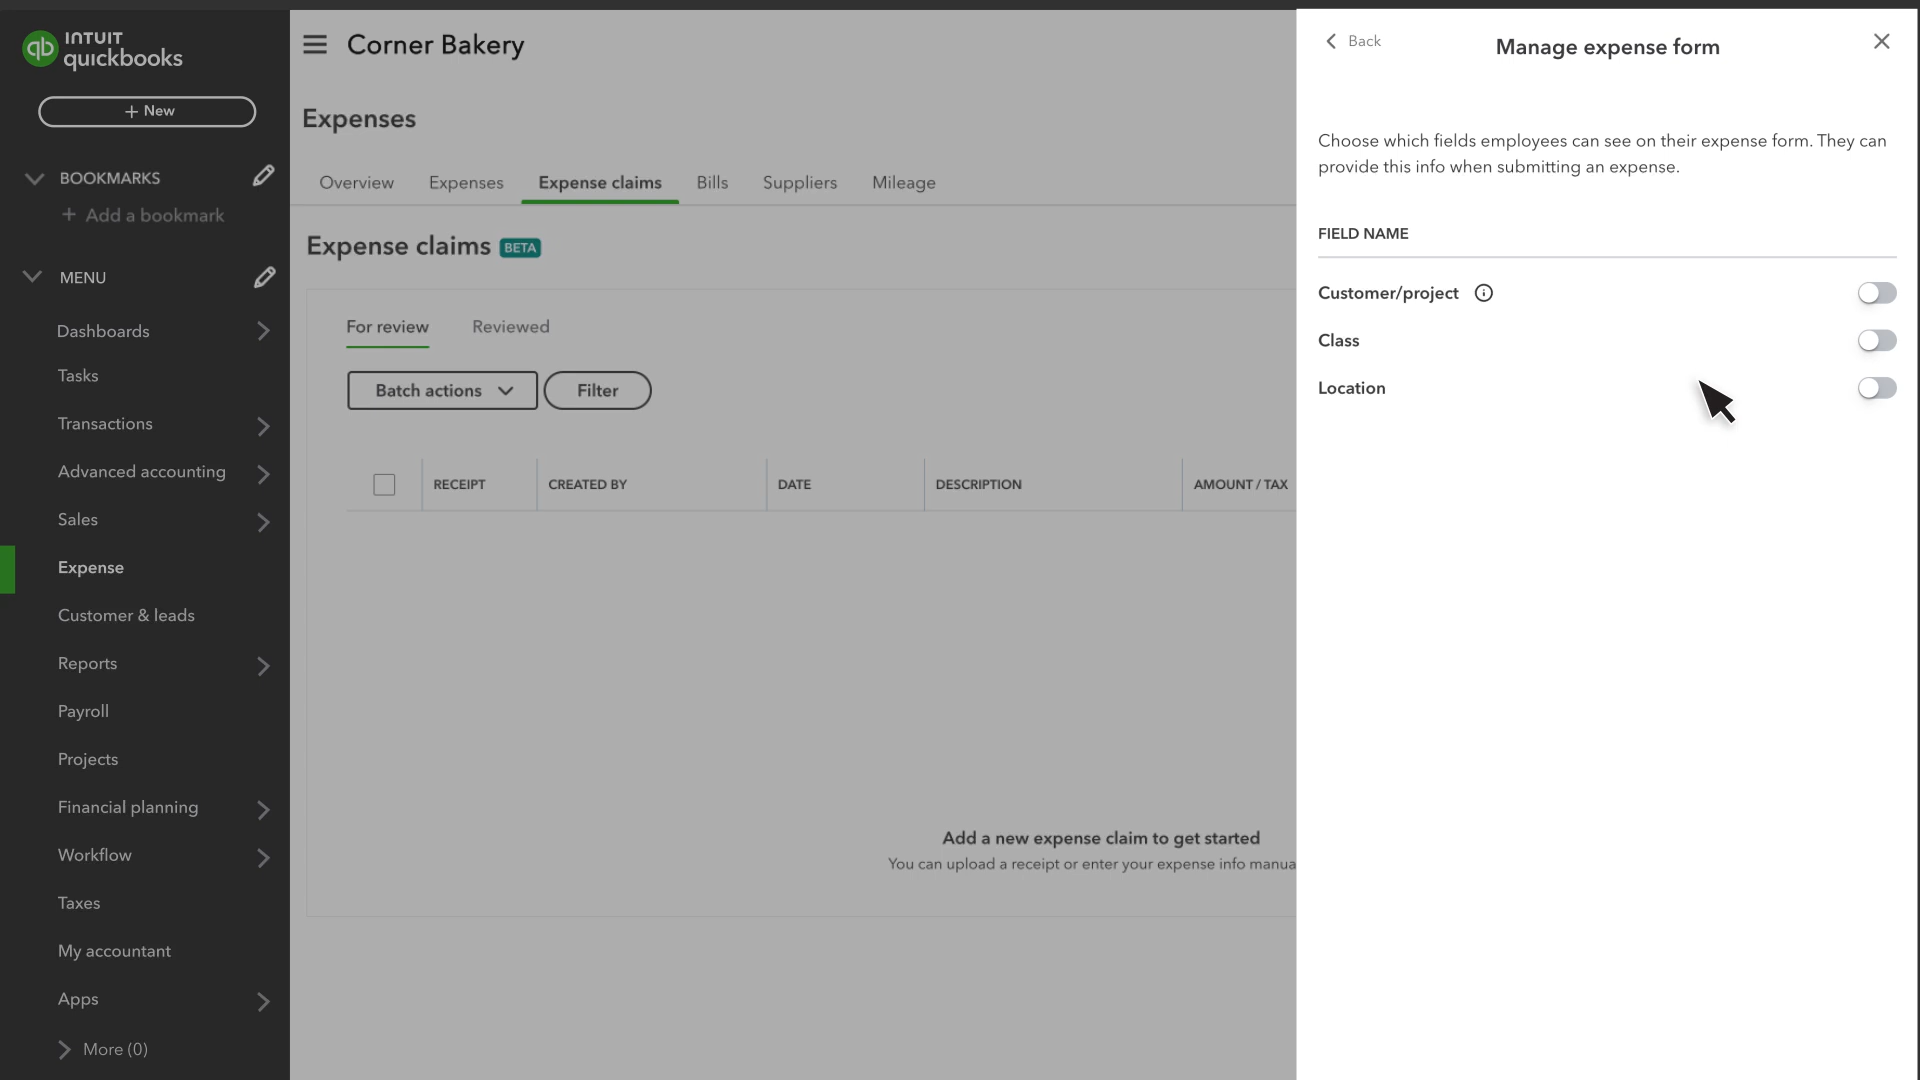 INTUIT
quickbooks
+ New
BOOKMARKS
+ Add a bookmark
MENU
Dashboards
Tasks
Transactions
Advanced accounting
Sales
Expense
Customer & leads
Reports
Payroll
Projects
Financial planning
Workflow
Taxes
My accountant
Apps
More (0)
Corner Bakery
Expenses
Overview Expenses Expense claims Bills Suppliers Mileage
Expense claims BETA
For review Reviewed
Batch actions Filter
RECEIPT CREATED BY DATE DESCRIPTION AMOUNT / TAX
Add a new expense claim to get started
You can upload a receipt or enter your expense info manua
Back
Manage expense form
Choose which fields employees can see on their expense form. They can
provide this info when submitting an expense.
FIELD NAME
Customer/project
Class
Location